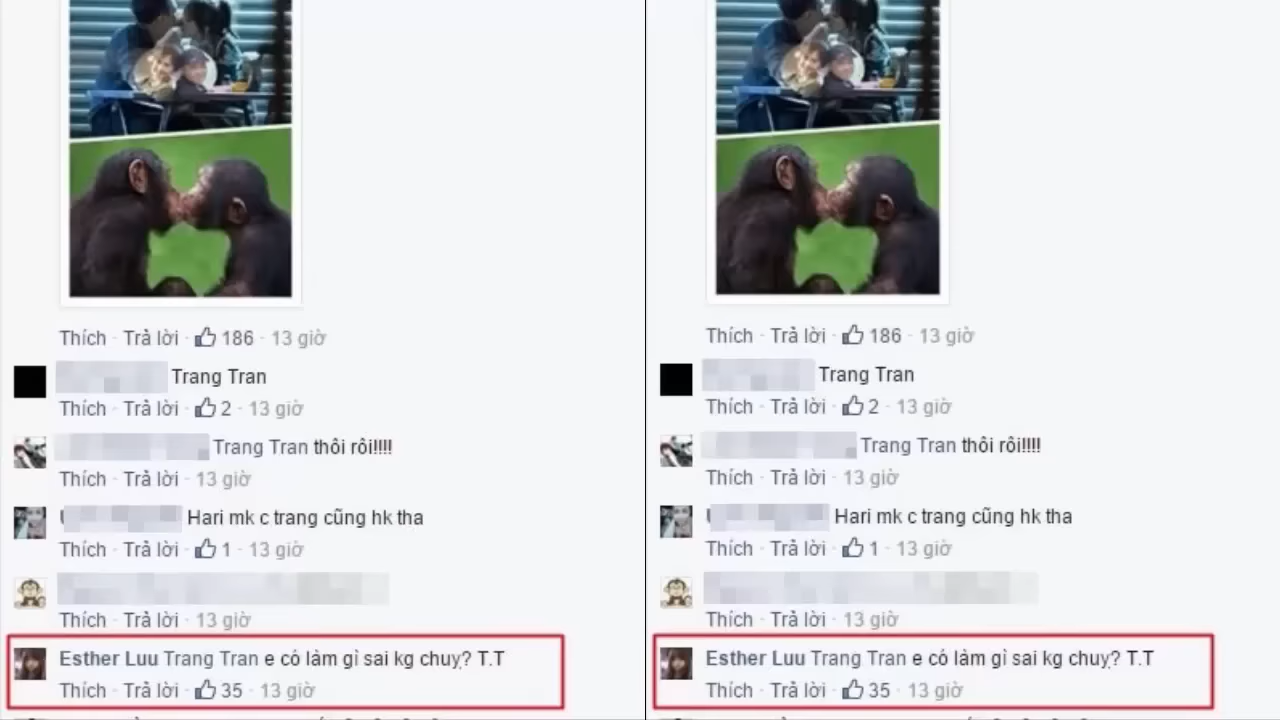 Thích · Trả lời · 186 · 13 giờ
Trang Tran
Thích · Trả lời · 2 · 13 giờ
Trang Tran thôi rồi!!!!
Thích · Trả lời · 13 giờ
Hari mk c trang cũng hk tha
Thích · Trả lời · 1 · 13 giờ
Thích · Trả lời · 13 giờ
Esther Luu Trang Tran e có làm gì sai kg chuỵ? T.T
Thích · Trả lời · 35 · 13 giờ
Thích · Trả lời · 186 · 13 giờ
Trang Tran
Thích · Trả lời · 2 · 13 giờ
Trang Tran thôi rồi!!!!
Thích · Trả lời · 13 giờ
Hari mk c trang cũng hk tha
Thích · Trả lời · 1 · 13 giờ
Thích · Trả lời · 13 giờ
Esther Luu Trang Tran e có làm gì sai kg chuỵ? T.T
Thích · Trả lời · 35 · 13 giờ